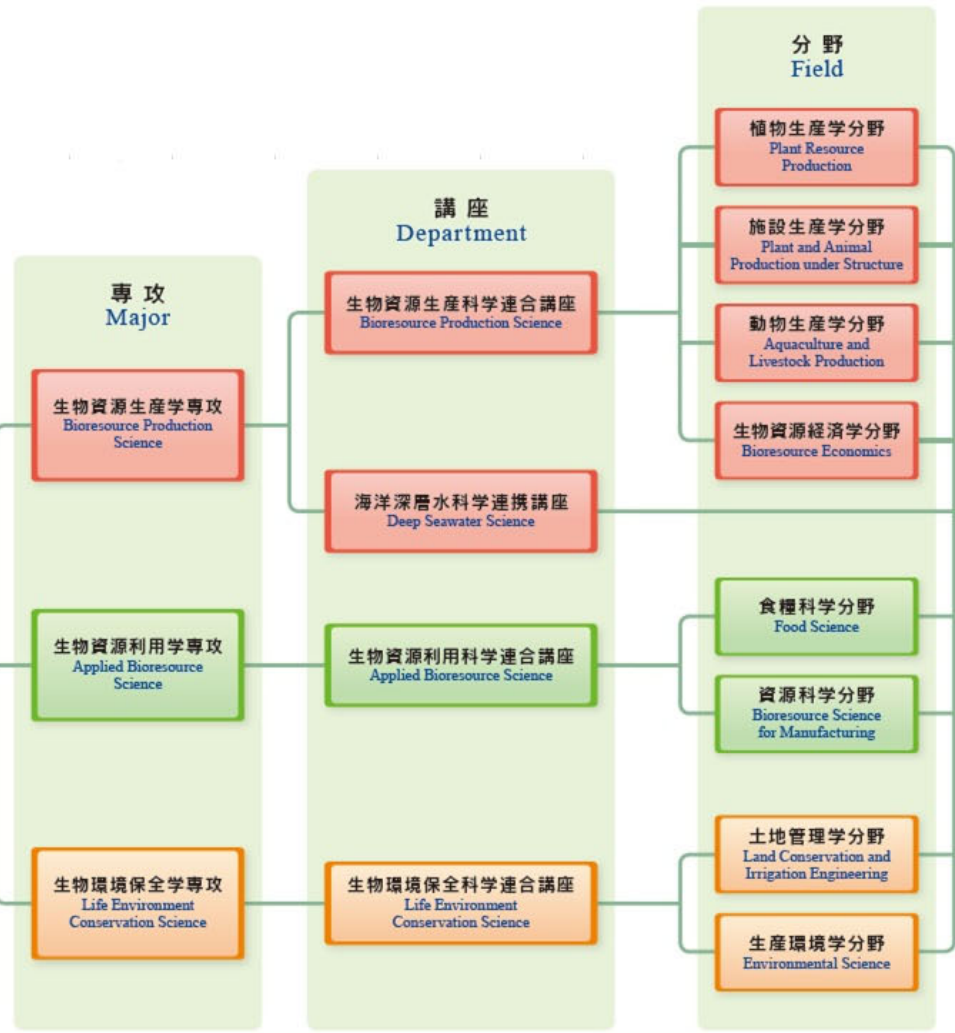 専攻
Major
生物資源生産学専攻
Bioresource Production
Science
生物資源利用学専攻
Applied Bioresource
Science
生物環境保全学専攻
Life Environment
Conservation Science
講座
Department
生物資源生産科学連合講座
Bioresource Production Science
海洋深層水科学連携講座
Deep Seawater Science
生物資源利用科学連合講座
Applied Bioresource Science
生物環境保全科学連合講座
Life Environment
Conservation Science
分野
Field
植物生産学分野
Plant Resource
Production
施設生産学分野
Plant and Animal
Production under Structure
動物生産学分野
Aquaculture and
Livestock Production
生物資源経済学分野
Bioresource Economics
食糧科学分野
Food Science
資源科学分野
Bioresource Science
for Manufacturing
土地管理学分野
Land Conservation and
Irrigation Engineering
生産環境学分野
Environmental Science